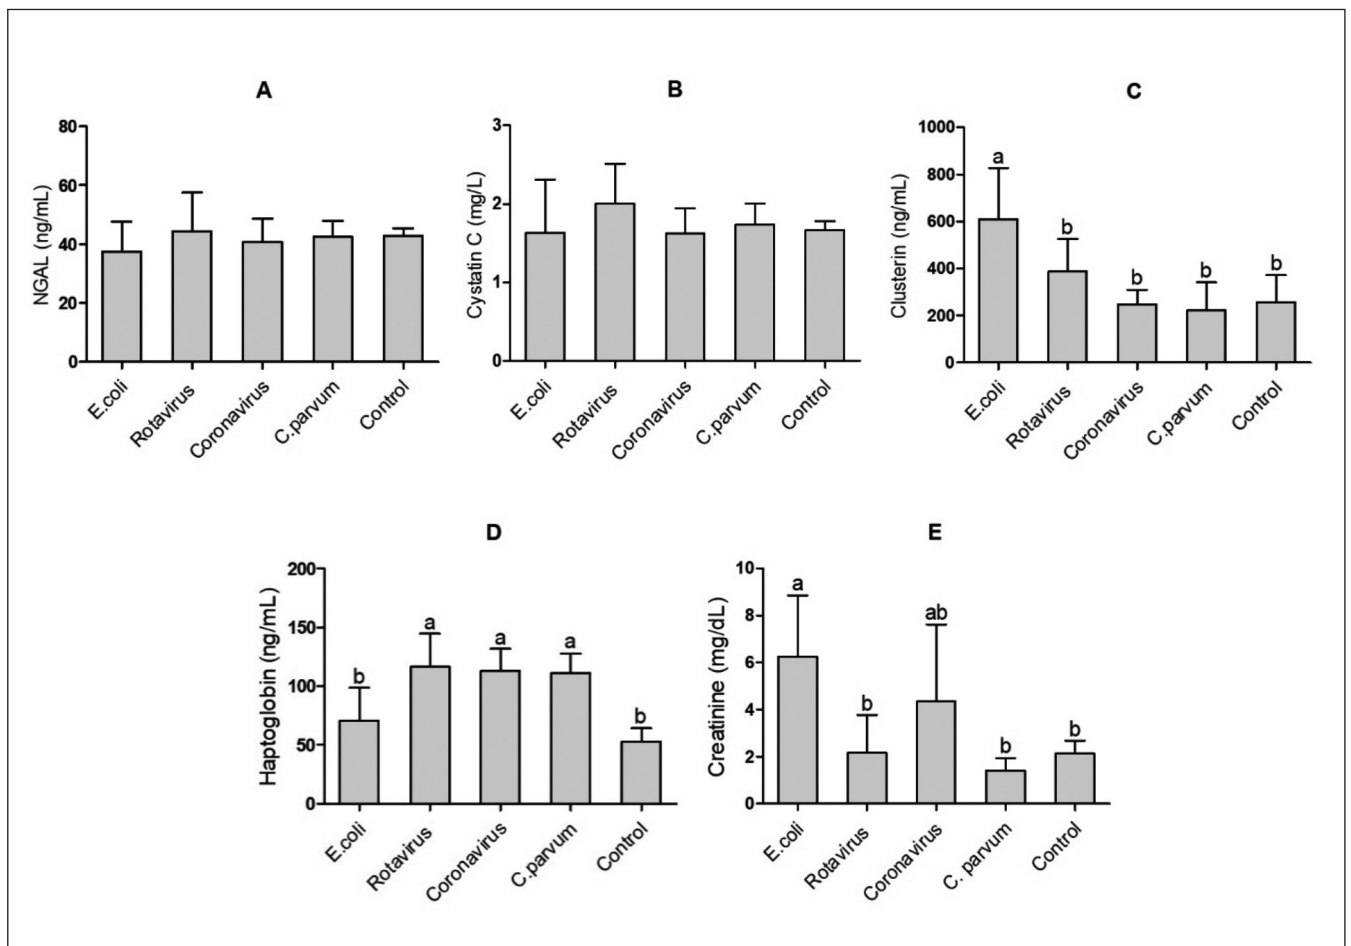 A
NGAL (ng/mL)
80
60
40
20
0
E.coli
Rotavirus
Coronavirus
C.parvum
Control
B
Cystatin C (mg/L)
3
2
1
0
E.coli
Rotavirus
Coronavirus
C.parvum
Control
C
Clusterin (ng/mL)
1000
800
600
400
200
0
a
b
b
b
b
E.coli
Rotavirus
Coronavirus
C.parvum
Control
D
Haptoglobin (ng/mL)
200
150
100
50
0
b
a
a
a
b
E.coli
Rotavirus
Coronavirus
C.parvum
Control
E
Creatinine (mg/dL)
10
8
6
4
2
0
a
b
ab
b
b
E.coli
Rotavirus
Coronavirus
C. parvum
Control